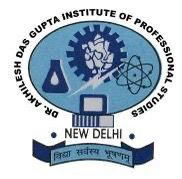 DR. AKHILESH DAS GUPTA INSTITUTE OF PROFESSIONAL STUDIES
· NEW DELHI ·
विद्या सर्वस्य भूषणम्